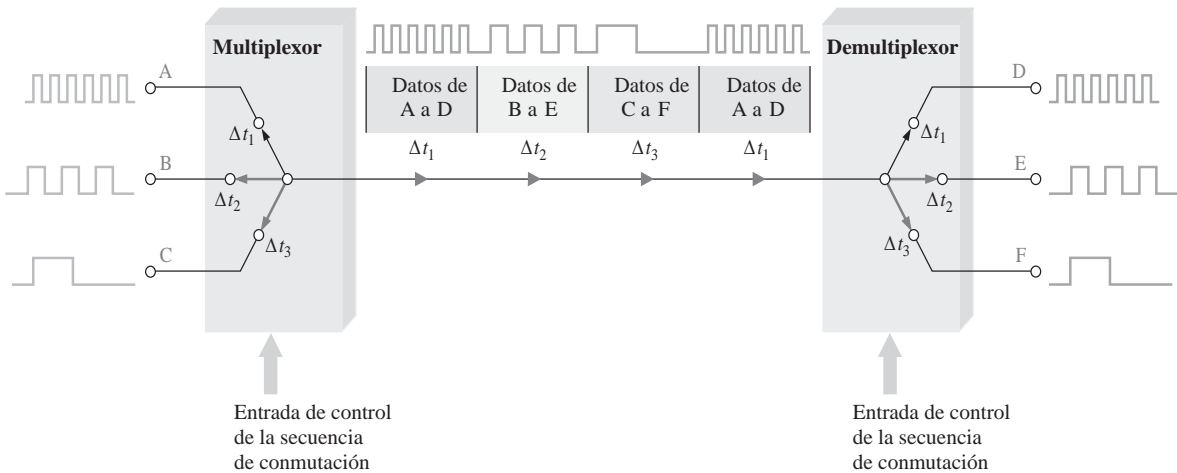 Multiplexor
Demultiplexor
A
B
C
Δt1
Δt2
Δt3
Datos de
A a D
Datos de
B a E
Datos de
C a F
Datos de
A a D
Δt1
Δt2
Δt3
Δt1
D
E
F
Δt1
Δt2
Δt3
Entrada de control
de la secuencia
de conmutación
Entrada de control
de la secuencia
de conmutación